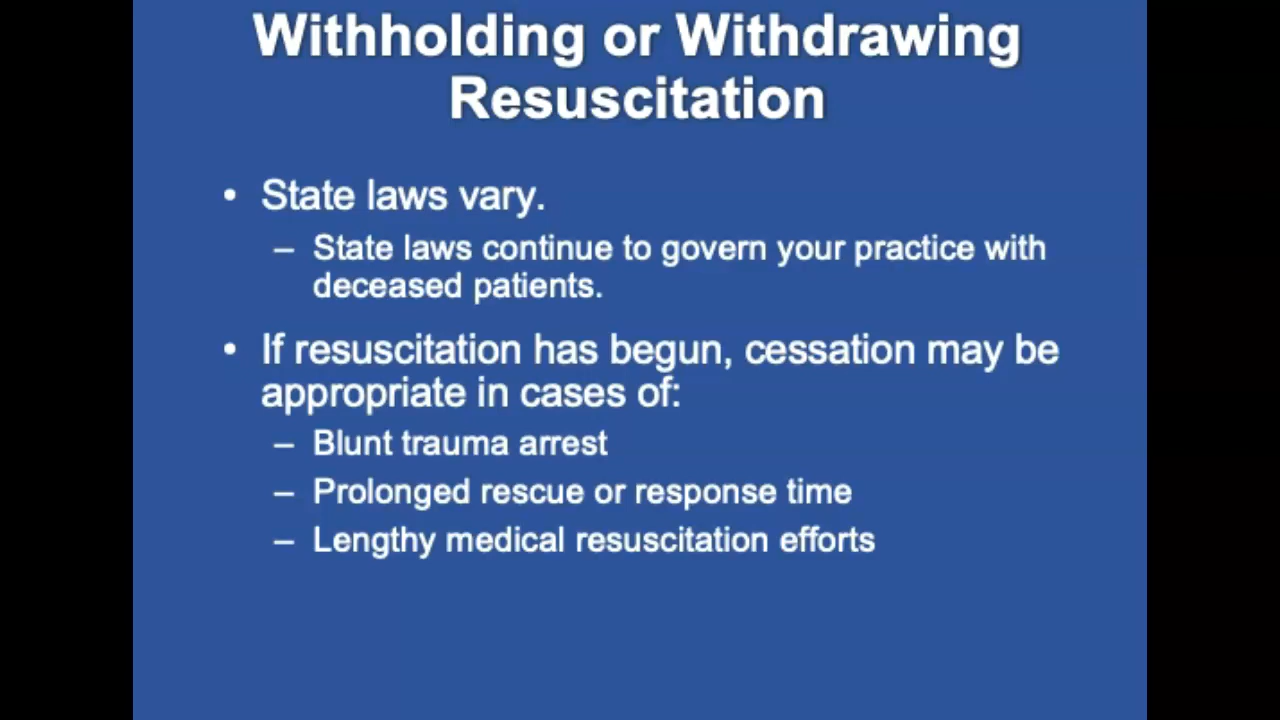 Withholding or Withdrawing
Resuscitation
• State laws vary.
– State laws continue to govern your practice with
deceased patients.
• If resuscitation has begun, cessation may be
appropriate in cases of:
– Blunt trauma arrest
– Prolonged rescue or response time
– Lengthy medical resuscitation efforts